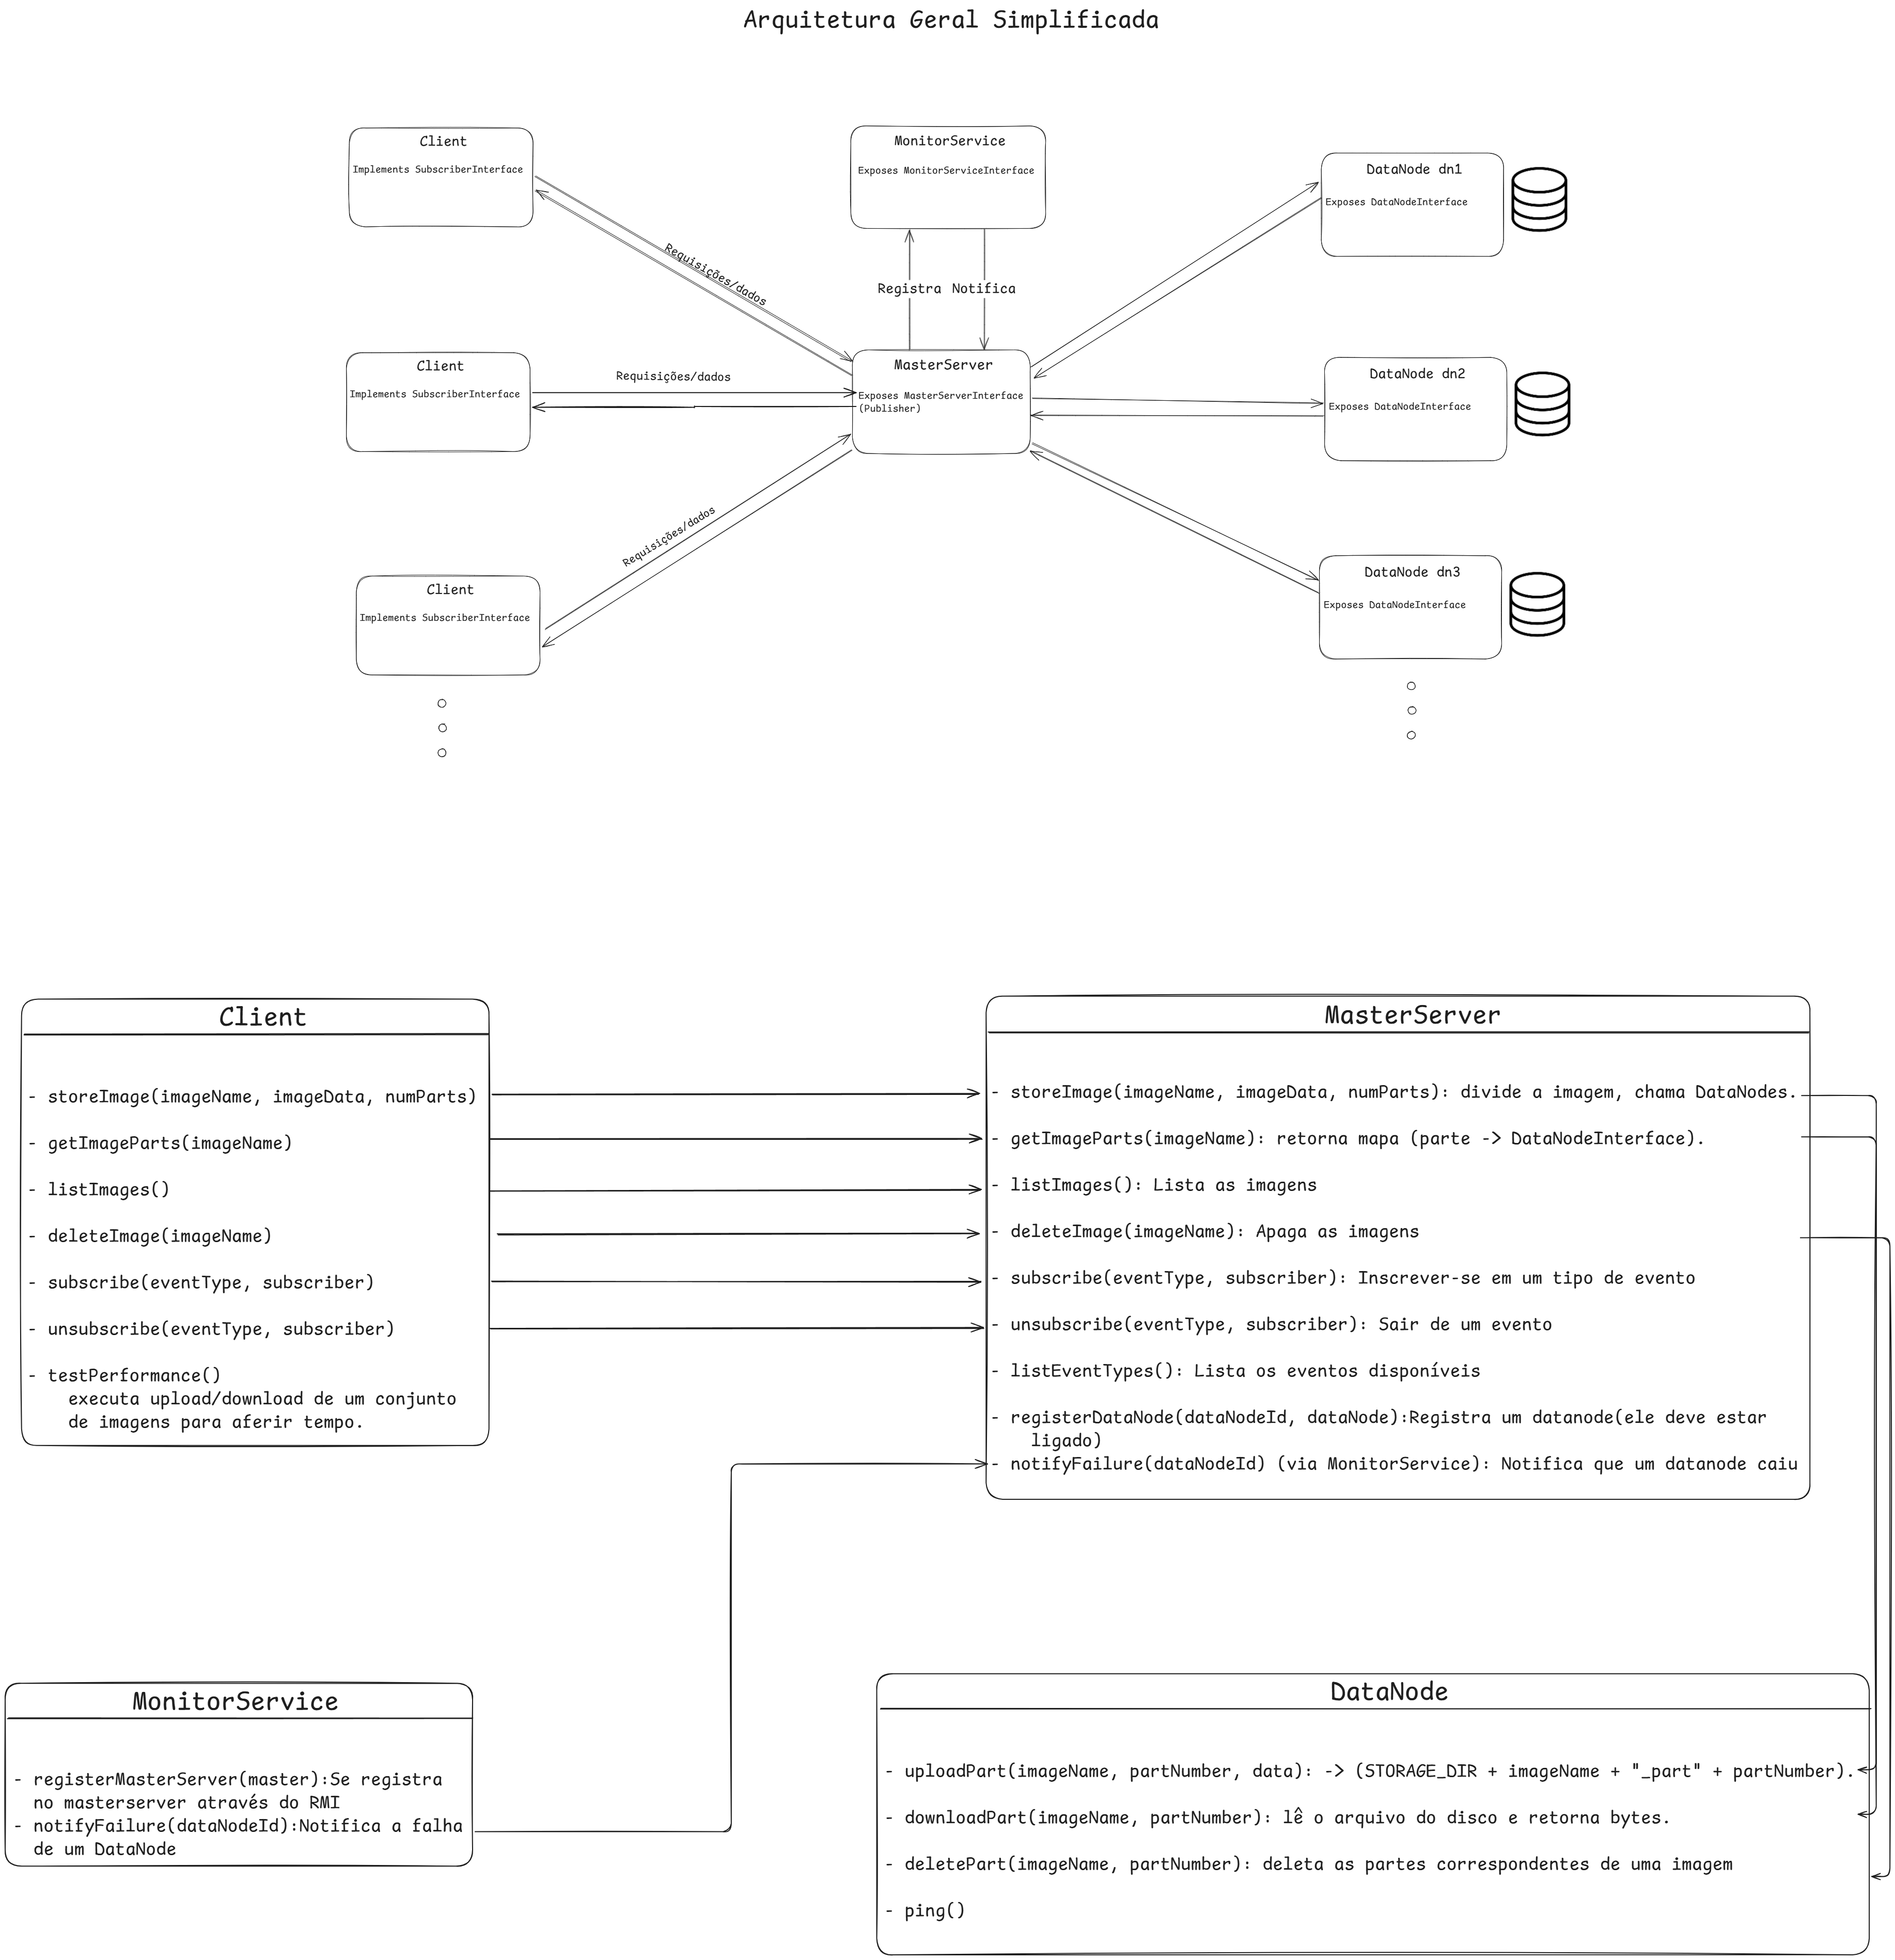 Arquitetura Geral Simplificada
Client
Implements SubscriberInterface
MonitorService
Exposes MonitorServiceInterface
DataNode dn1
Exposes DataNodeInterface
Requisições/dados
Registra
Notifica
Client
Implements SubscriberInterface
Requisições/dados
MasterServer
Exposes MasterServerInterface
(Publisher)
DataNode dn2
Exposes DataNodeInterface
Requisições/dados
Client
Implements SubscriberInterface
DataNode dn3
Exposes DataNodeInterface
Client
- storeImage(imageName, imageData, numParts)
- getImageParts(imageName)
- listImages()
- deleteImage(imageName)
- subscribe(eventType, subscriber)
- unsubscribe(eventType, subscriber)
- testPerformance()
executa upload/download de um conjunto
de imagens para aferir tempo.
MasterServer
- storeImage(imageName, imageData, numParts): divide a imagem, chama DataNodes.
- getImageParts(imageName): retorna mapa (parte -> DataNodeInterface).
- listImages(): Lista as imagens
- deleteImage(imageName): Apaga as imagens
- subscribe(eventType, subscriber): Inscrever-se em um tipo de evento
- unsubscribe(eventType, subscriber): Sair de um evento
- listEventTypes(): Lista os eventos disponíveis
- registerDataNode(dataNodeId, dataNode):Registra um datanode(ele deve estar
ligado)
- notifyFailure(dataNodeId) (via MonitorService): Notifica que um datanode caiu
MonitorService
- registerMasterServer(master):Se registra
no masterserver através do RMI
- notifyFailure(dataNodeId):Notifica a falha
de um DataNode
DataNode
- uploadPart(imageName, partNumber, data): -> (STORAGE_DIR + imageName + "_part" + partNumber).
- downloadPart(imageName, partNumber): lê o arquivo do disco e retorna bytes.
- deletePart(imageName, partNumber): deleta as partes correspondentes de uma imagem
- ping()